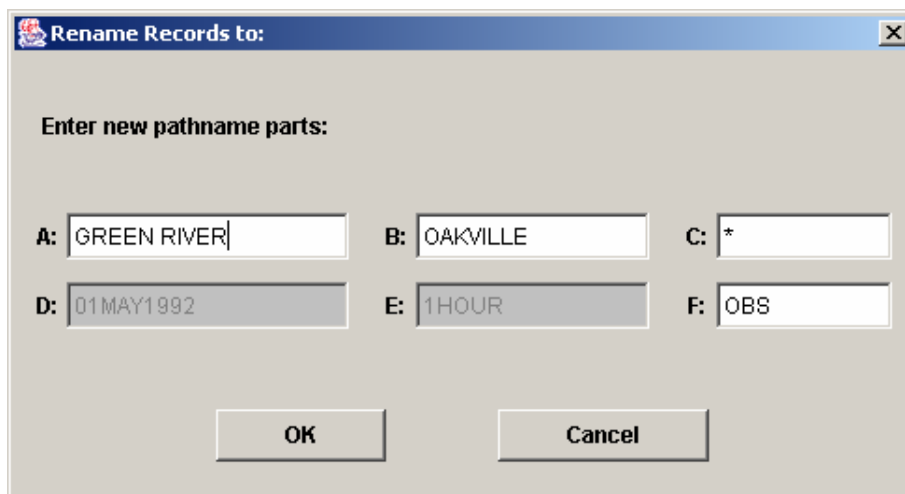 Rename Records to:
Enter new pathname parts:
A: GREEN RIVER B: OAKVILLE C: *
D: 01MAY1992 E: 1HOUR F: OBS
OK Cancel